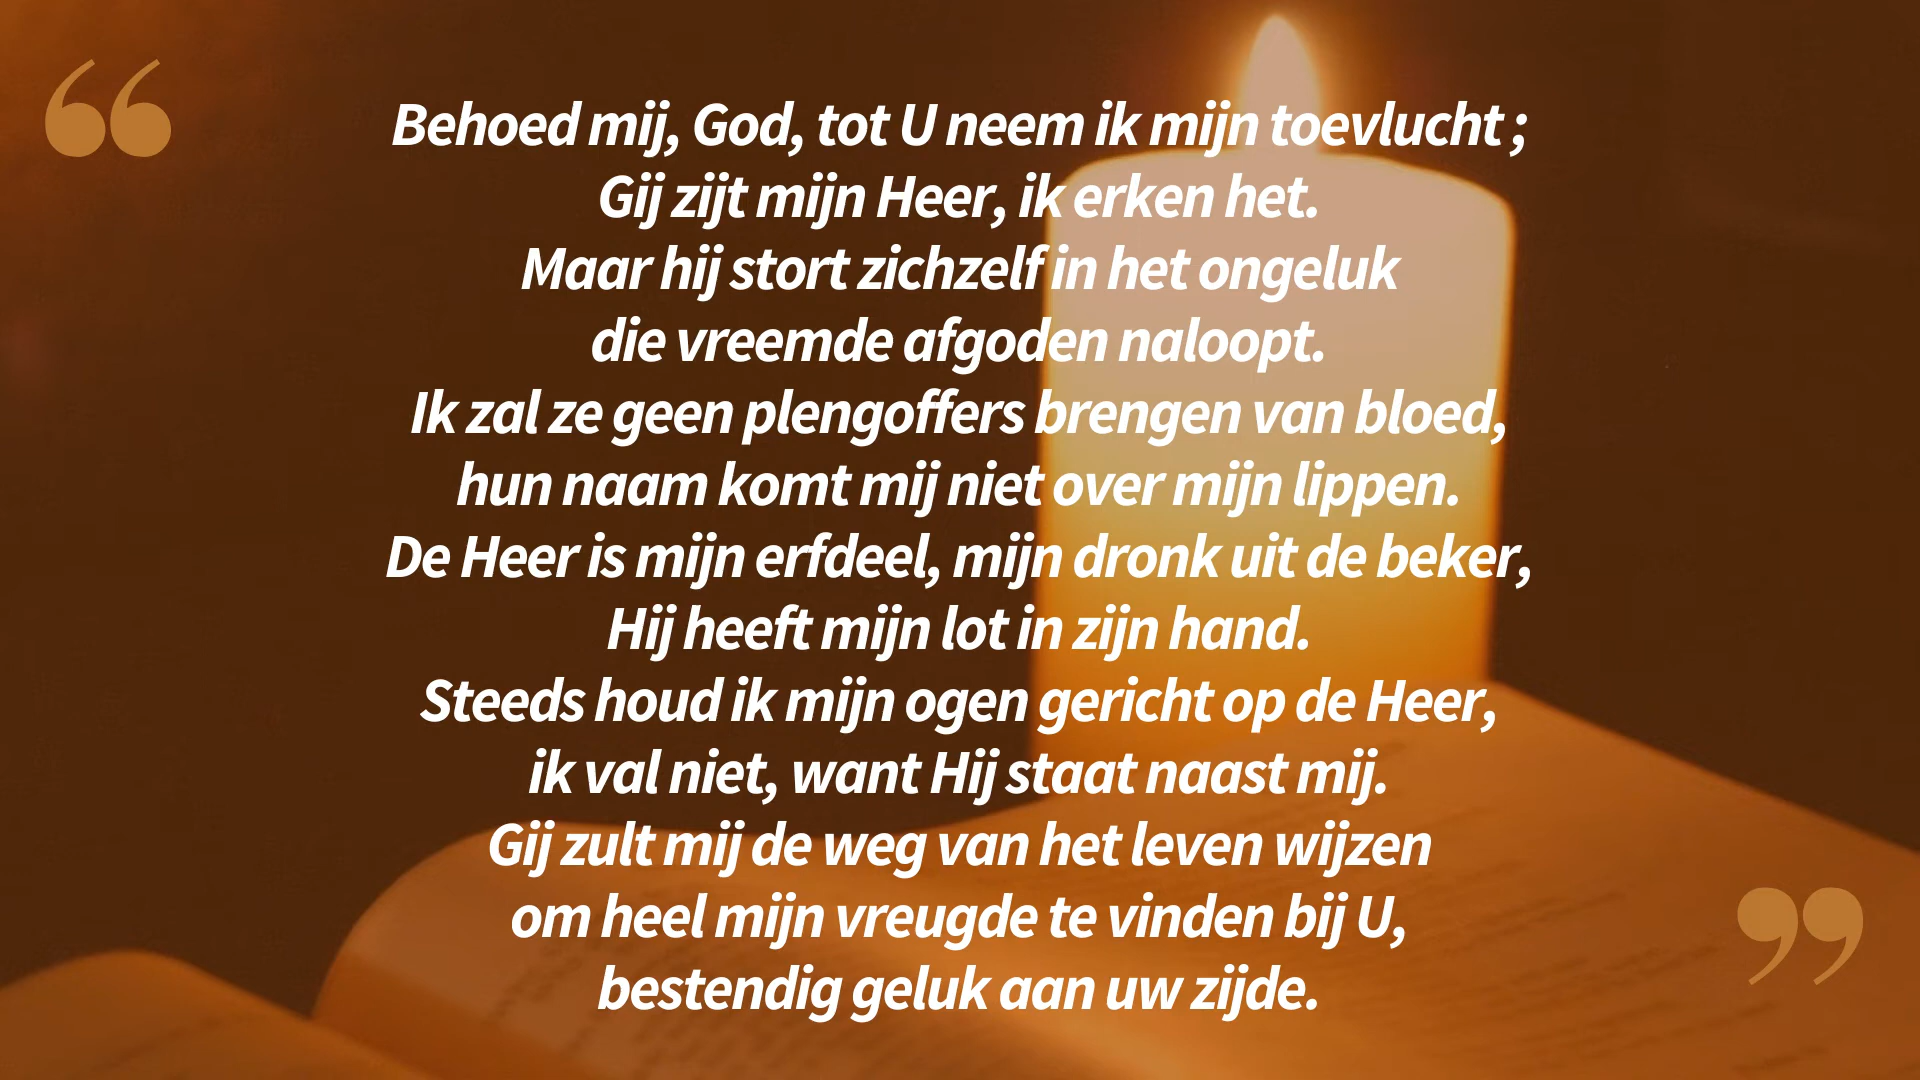 Behoed mij, God, tot U neem ik mijn toevlucht ;
Gij zijt mijn Heer, ik erken het.
Maar hij stort zichzelf in het ongeluk
die vreemde afgoden naloopt.
Ik zal ze geen plengoffers brengen van bloed,
hun naam komt mij niet over mijn lippen.
De Heer is mijn erfdeel, mijn dronk uit de beker,
Hij heeft mijn lot in zijn hand.
Steeds houd ik mijn ogen gericht op de Heer,
ik val niet, want Hij staat naast mij.
Gij zult mij de weg van het leven wijzen
om heel mijn vreugde te vinden bij U,
bestendig geluk aan uw zijde.